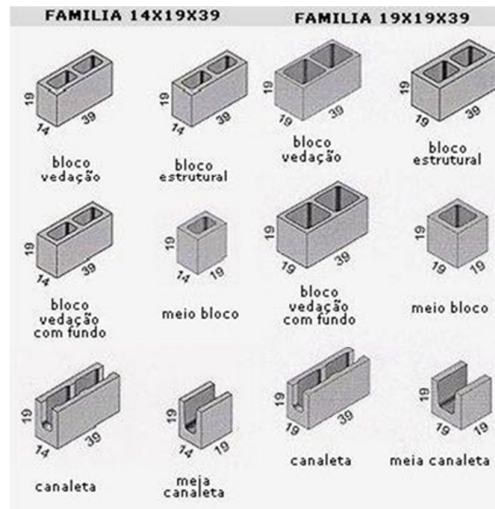 FAMILIA 14X19X39
FAMILIA 19X19X39
19
14
39
bloco
vedação
19
14
39
bloco
estrutural
19
19
39
bloco
vedação
19
19
39
bloco
estrutural
19
14
39
bloco
vedação
com fundo
19
14
19
meio bloco
19
19
39
bloco
vedação
com fundo
19
19
19
meio bloco
19
14
39
canaleta
19
14
19
meia
canaleta
19
19
39
canaleta
19
19
19
meia canaleta